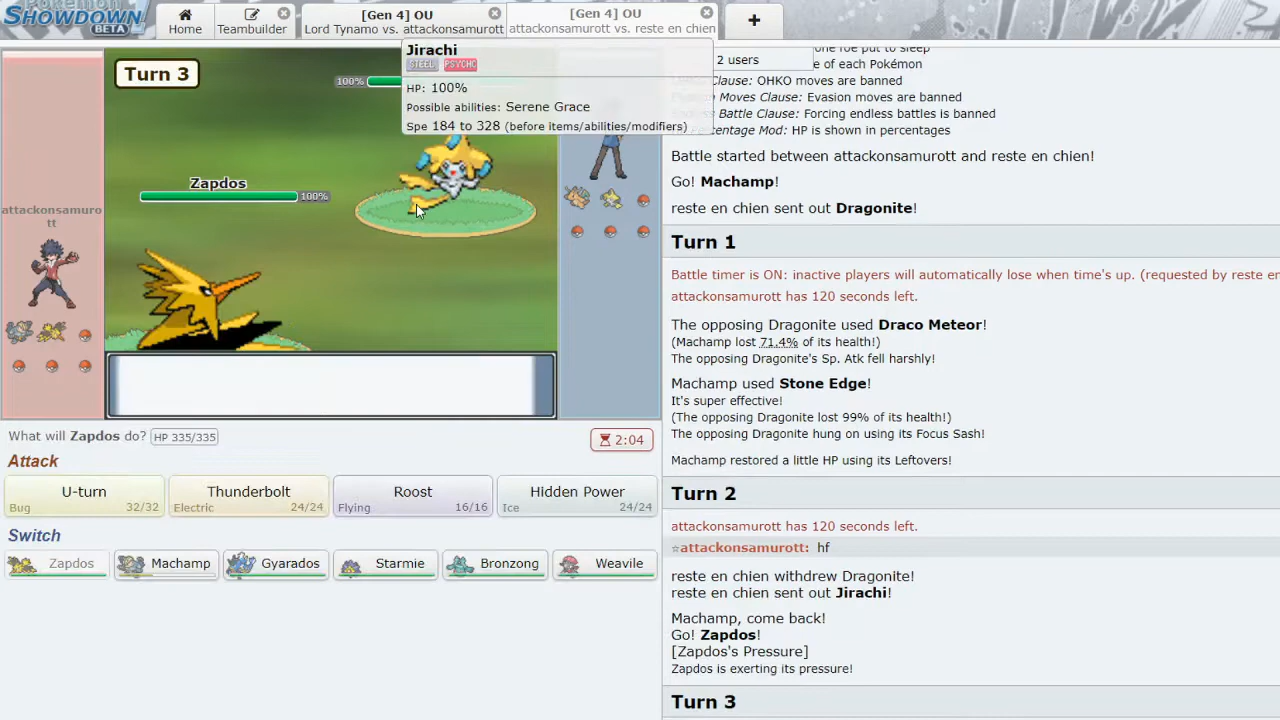 Pokémon
SHOWDOWN
BETA
Home
Teambuilder
[Gen 4] OU
Lord Tynamo vs. attackonsamurott
[Gen 4] OU
attackonsamurott vs. reste en chien
+
Turn 3
100%
Zapdos
100%
Jirachi
STEEL PSYCHC
HP: 100%
Possible abilities: Serene Grace
Spe 184 to 328 (before items/abilities/modifiers)
attackonsamuro
tt
What will Zapdos do? HP 335/335
2:04
Attack
U-turn
Bug 32/32
Thunderbolt
Electric 24/24
Roost
Flying 16/16
Hidden Power
Ice 24/24
Switch
Zapdos
Machamp
Gyarados
Starmie
Bronzong
Weavile
2 users
one foe put to sleep
e of each Pokémon
Clause: OHKO moves are banned
Moves Clause: Evasion moves are banned
Battle Clause: Forcing endless battles is banned
Percentage Mod: HP is shown in percentages
Battle started between attackonsamurott and reste en chien!
Go! Machamp!
reste en chien sent out Dragonite!
Turn 1
Battle timer is ON: inactive players will automatically lose when time's up. (requested by reste en
attackonsamurott has 120 seconds left.
The opposing Dragonite used Draco Meteor!
(Machamp lost 71.4% of its health!)
The opposing Dragonite's Sp. Atk fell harshly!
Machamp used Stone Edge!
It's super effective!
(The opposing Dragonite lost 99% of its health!)
The opposing Dragonite hung on using its Focus Sash!
Machamp restored a little HP using its Leftovers!
Turn 2
attackonsamurott has 120 seconds left.
☆attackonsamurott: hf
reste en chien withdrew Dragonite!
reste en chien sent out Jirachi!
Machamp, come back!
Go! Zapdos!
[Zapdos's Pressure]
Zapdos is exerting its pressure!
Turn 3